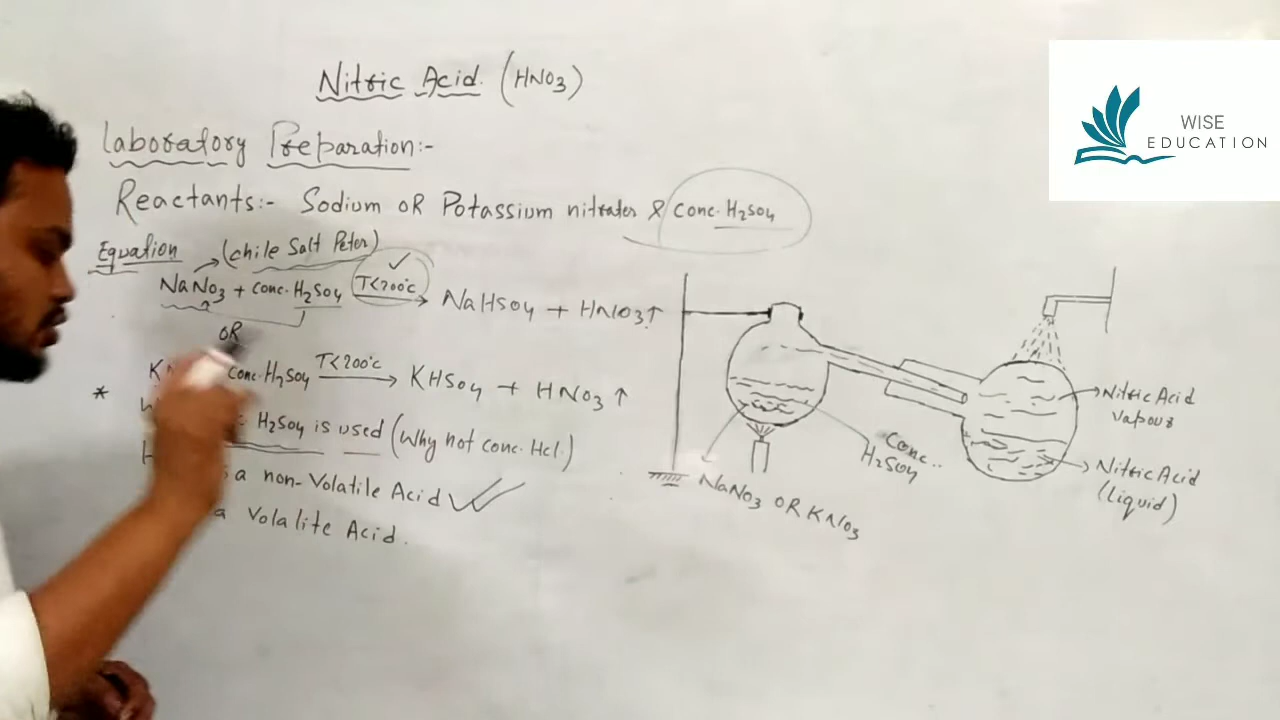 Nitric Acid. (HNO3)
WISE
EDUCATION
Laboratory Preparation:-
Reactants:- Sodium OR Potassium nitrates & Conc. H2SO4
Equation
(Chile Salt Peter)
NaNO3 + Conc. H2SO4 T<200°C → NaHSO4 + HNO3↑
OR
Conc. H2SO4 T<200°C → KHSO4 + HNO3↑
* H2SO4 is used (Why not Conc. Hcl.)
a non-Volatile Acid
a Volalite Acid.
Conc.
H2SO4
NaNO3 OR KNO3
Nitric Acid
vapour
Nitric Acid
(liquid)